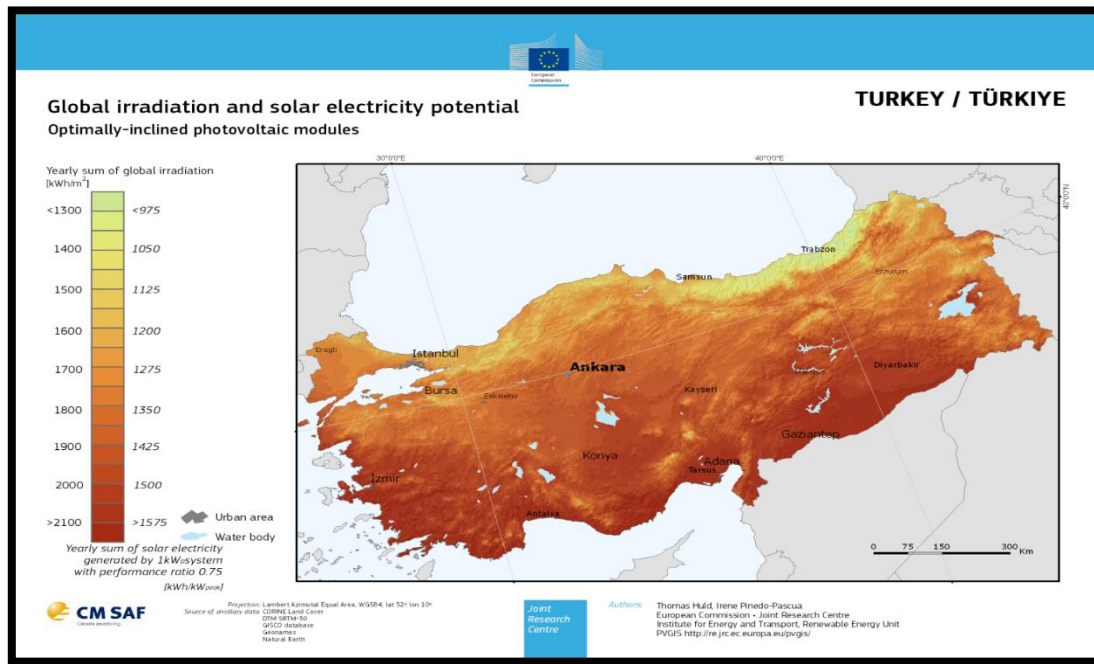 European
Commission
Global irradiation and solar electricity potential
Optimally-inclined photovoltaic modules
TURKEY / TÜRKIYE
Yearly sum of global irradiation
[kWh/m²]
<1300 <975
1400 1050
1500 1125
1600 1200
1700 1275
1800 1350
1900 1425
2000 1500
>2100 >1575
Urban area
Water body
Yearly sum of solar electricity
generated by 1kWpsystem
with performance ratio 0.75
[kWh/kWpeak]
30°0'0"E
40°0'0"E
40°0'0"N
Trabzon
Samsun
Erzurum
Eregli
Istanbul
Ankara
Bursa
Eskisehir
Kayseri
Diyarbakir
Gaziantep
Konya
Adana
Tarsus
Izmir
Antalya
0 75 150 300
Km
CM SAF
Climate Monitoring
Projection: Lambert Azimutal Equal Area, WGS84, lat 52° lon 10°
Source of ancillary data: CORINE Land Cover
DTM SRTM-30
GISCO database
Geonames
Natural Earth
Joint
Research
Centre
Authors: Thomas Huld, Irene Pinedo-Pascua
European Commission • Joint Research Centre
Institute for Energy and Transport, Renewable Energy Unit
PVGIS http://re.jrc.ec.europa.eu/pvgis/